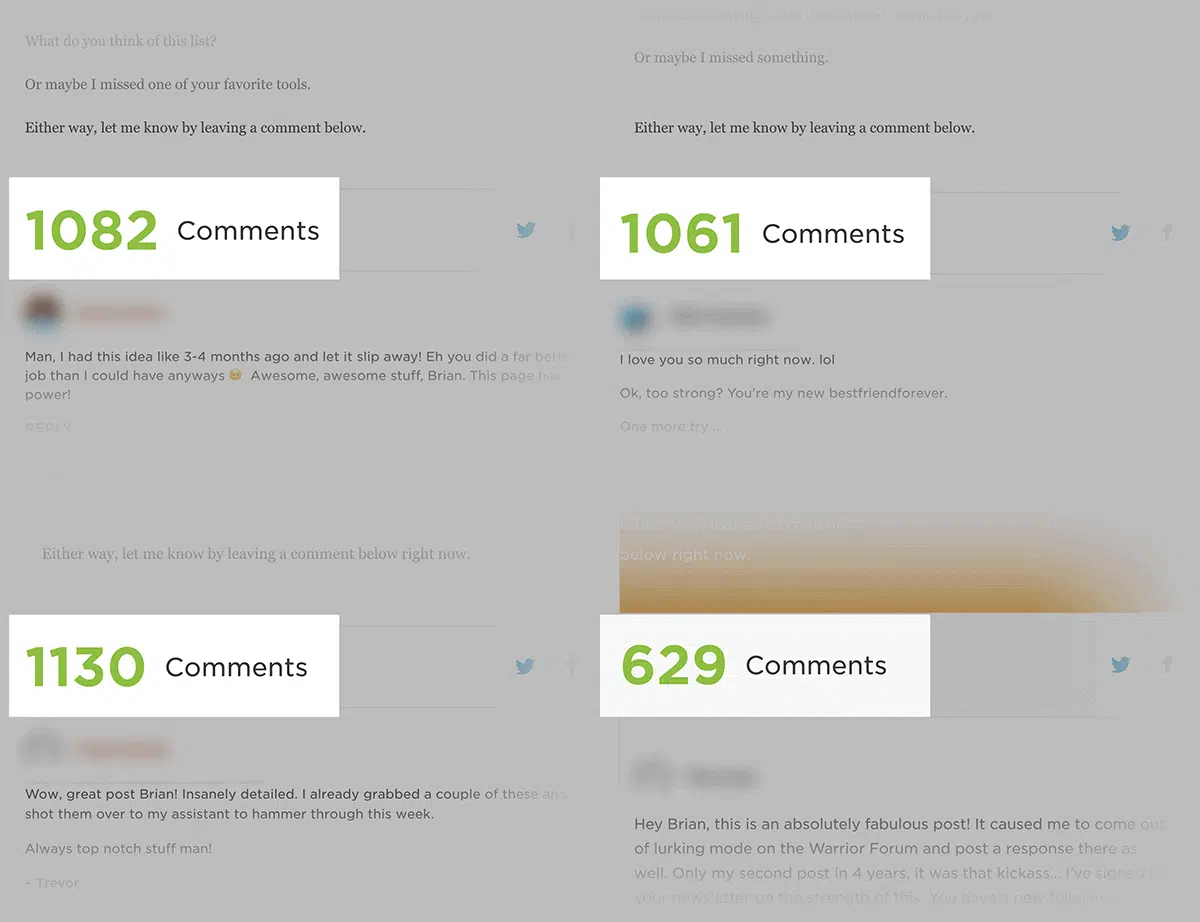 What do you think of this list?
Or maybe I missed one of your favorite tools.
Either way, let me know by leaving a comment below.
1082 Comments
Man, I had this idea like 3-4 months ago and let it slip away! Eh you did a far better
job than I could have anyways 😉 Awesome, awesome stuff, Brian. This page has
power!
REPLY
Or maybe I missed something.
Either way, let me know by leaving a comment below.
1061 Comments
I love you so much right now. lol
Ok, too strong? You're my new bestfriendforever.
One more try ...
Either way, let me know by leaving a comment below right now.
1130 Comments
Wow, great post Brian! Insanely detailed. I already grabbed a couple of these and
shot them over to my assistant to hammer through this week.
Always top notch stuff man!
- Trevor
below right now.
629 Comments
Hey Brian, this is an absolutely fabulous post! It caused me to come out
of lurking mode on the Warrior Forum and post a response there as
well. Only my second post in 4 years, it was that kickass... I've signed
your newsletter on the strength of this. You have a new